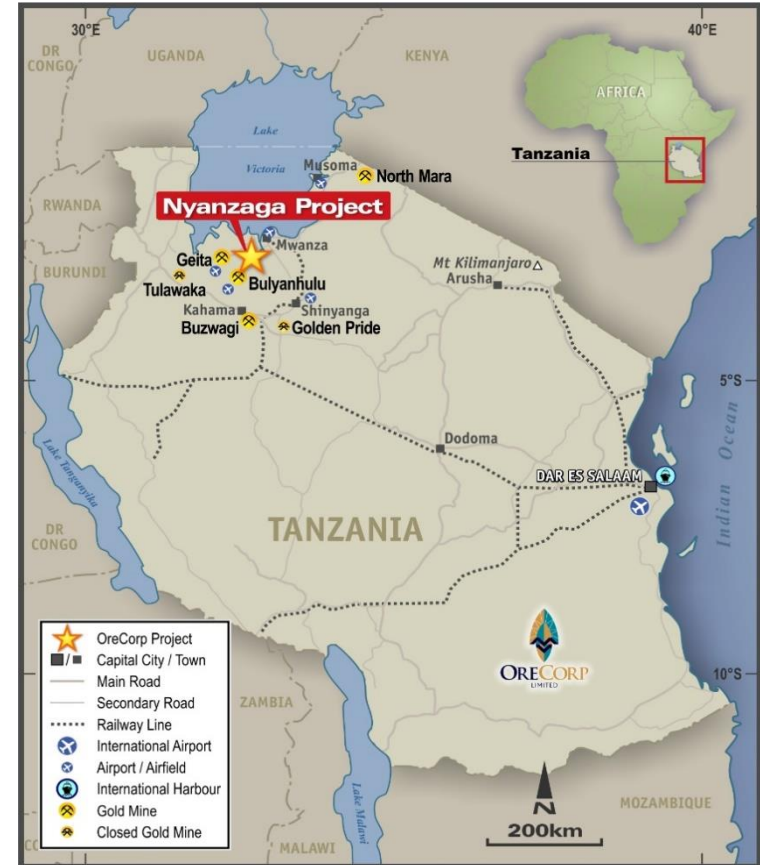 30°E
40°E
DR
CONGO
UGANDA
KENYA
AFRICA
Tanzania
Lake
Victoria
Musoma
North Mara
RWANDA
Nyanzaga Project
Mwanza
Geita
BURUNDI
Tulawaka
Bulyanhulu
Mt Kilimanjaro
Arusha
Kahama
Shinyanga
Buzwagi
Golden Pride
5°S
Indian Ocean
Lake Tanganyika
Dodoma
DAR ES SALAAM
DR
CONGO
TANZANIA
ORECORP
LIMITED
10°S
ZAMBIA
OreCorp Project
/ Capital City / Town
Main Road
Secondary Road
Railway Line
International Airport
Airport / Airfield
International Harbour
Gold Mine
Closed Gold Mine
Lake Malawi
MALAWI
N
200km
MOZAMBIQUE